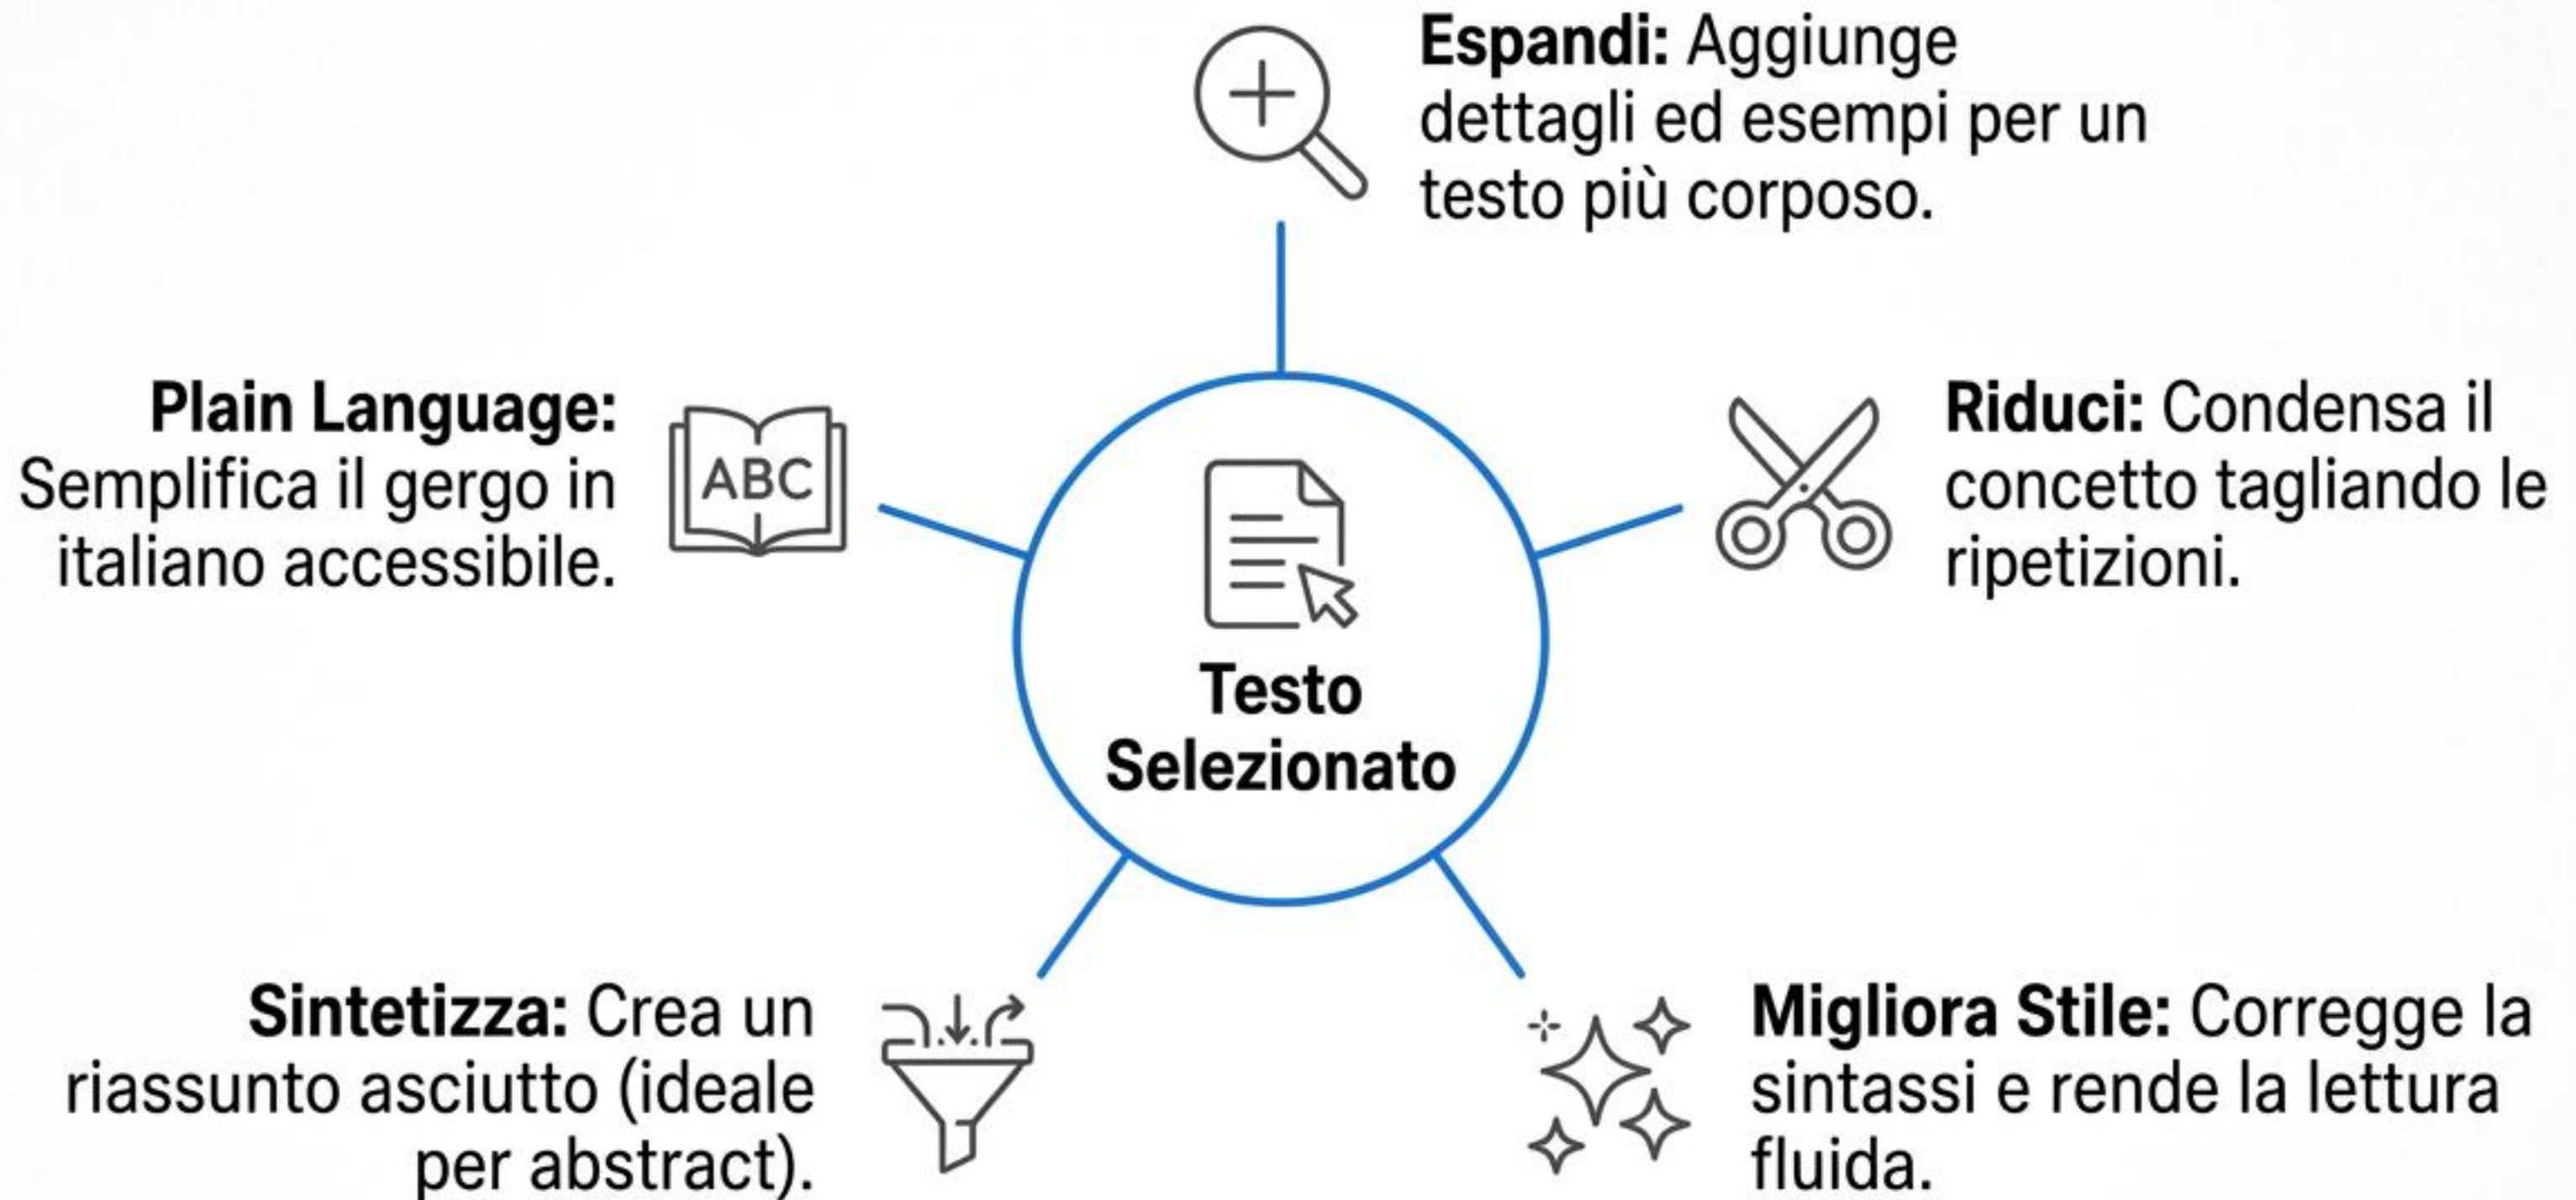 Espandi: Aggiunge
dettagli ed esempi per un
testo più corposo.
Plain Language:
Semplifica il gergo in
italiano accessibile.
ABC
Riduci: Condensa il
concetto tagliando le
ripetizioni.
Testo
Selezionato
Sintetizza: Crea un
riassunto asciutto (ideale
per abstract).
Migliora Stile: Corregge la
sintassi e rende la lettura
fluida.